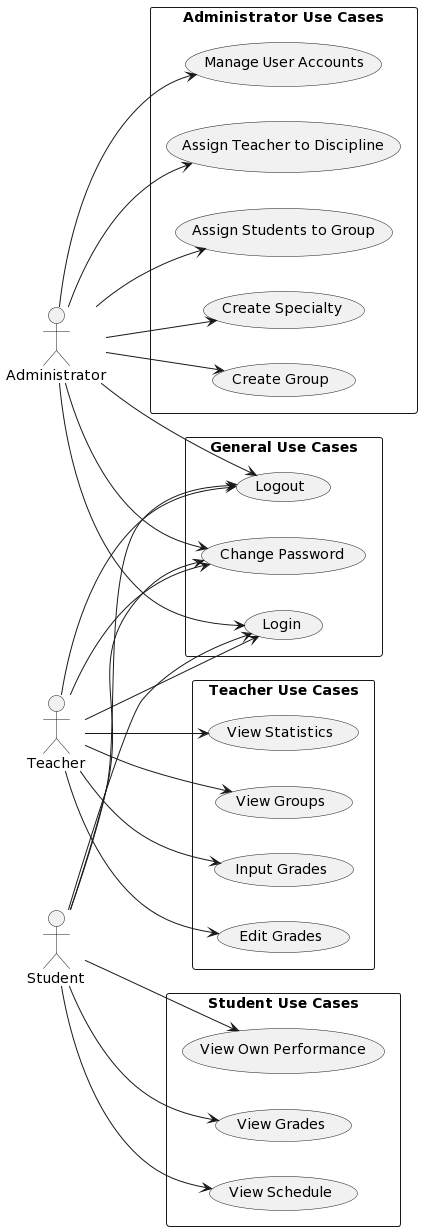 Administrator Use Cases
Manage User Accounts
Assign Teacher to Discipline
Assign Students to Group
Create Specialty
Create Group
Administrator
General Use Cases
Logout
Change Password
Login
Teacher Use Cases
View Statistics
Teacher
View Groups
Input Grades
Edit Grades
Student
Student Use Cases
View Own Performance
View Grades
View Schedule